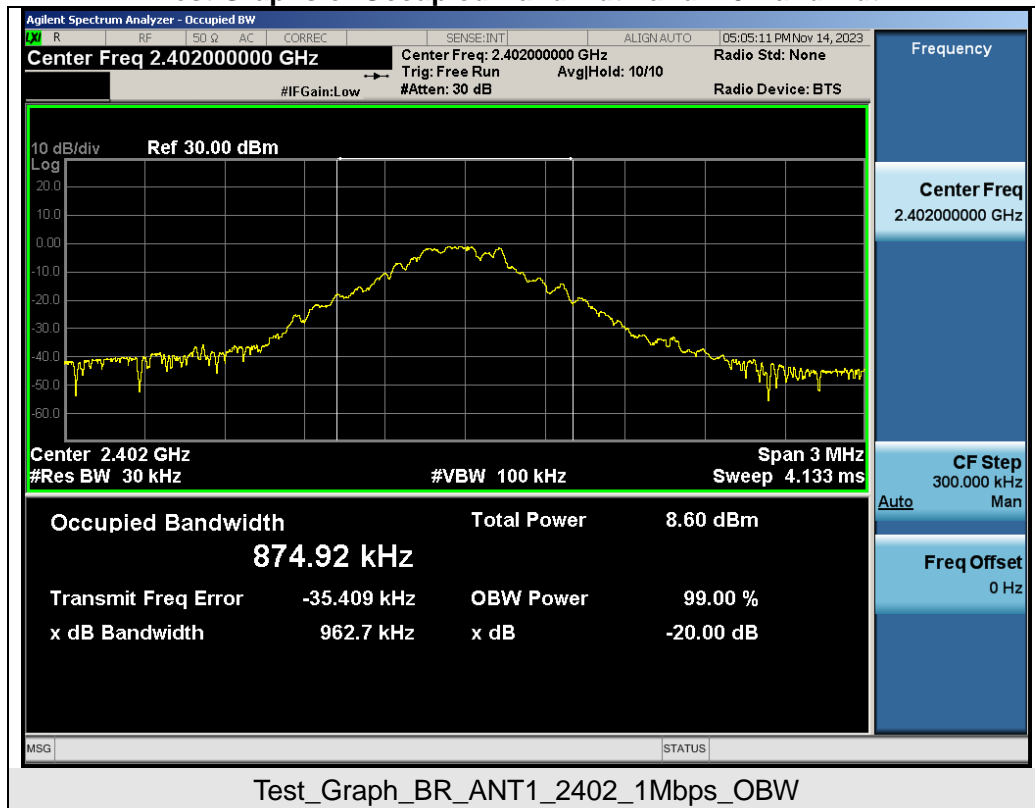 Agilent Spectrum Analyzer - Occupied BW
LXI R RF 50 Ω AC CORREC SENSE:INT ALIGN AUTO 05:05:11 PM Nov 14, 2023
Center Freq 2.402000000 GHz Center Freq: 2.402000000 GHz Radio Std: None
Trig: Free Run Avg|Hold: 10/10
#IFGain:Low #Atten: 30 dB Radio Device: BTS
Frequency
10 dB/div Ref 30.00 dBm
Log
20.0
10.0
0.00
-10.0
-20.0
-30.0
-40.0
-50.0
-60.0
Center 2.402 GHz Span 3 MHz
#Res BW 30 kHz #VBW 100 kHz Sweep 4.133 ms
Center Freq
2.402000000 GHz
CF Step
300.000 kHz
Auto Man
Freq Offset
0 Hz
Occupied Bandwidth Total Power 8.60 dBm
874.92 kHz
Transmit Freq Error -35.409 kHz OBW Power 99.00 %
x dB Bandwidth 962.7 kHz x dB -20.00 dB
MSG STATUS
Test_Graph_BR_ANT1_2402_1Mbps_OBW